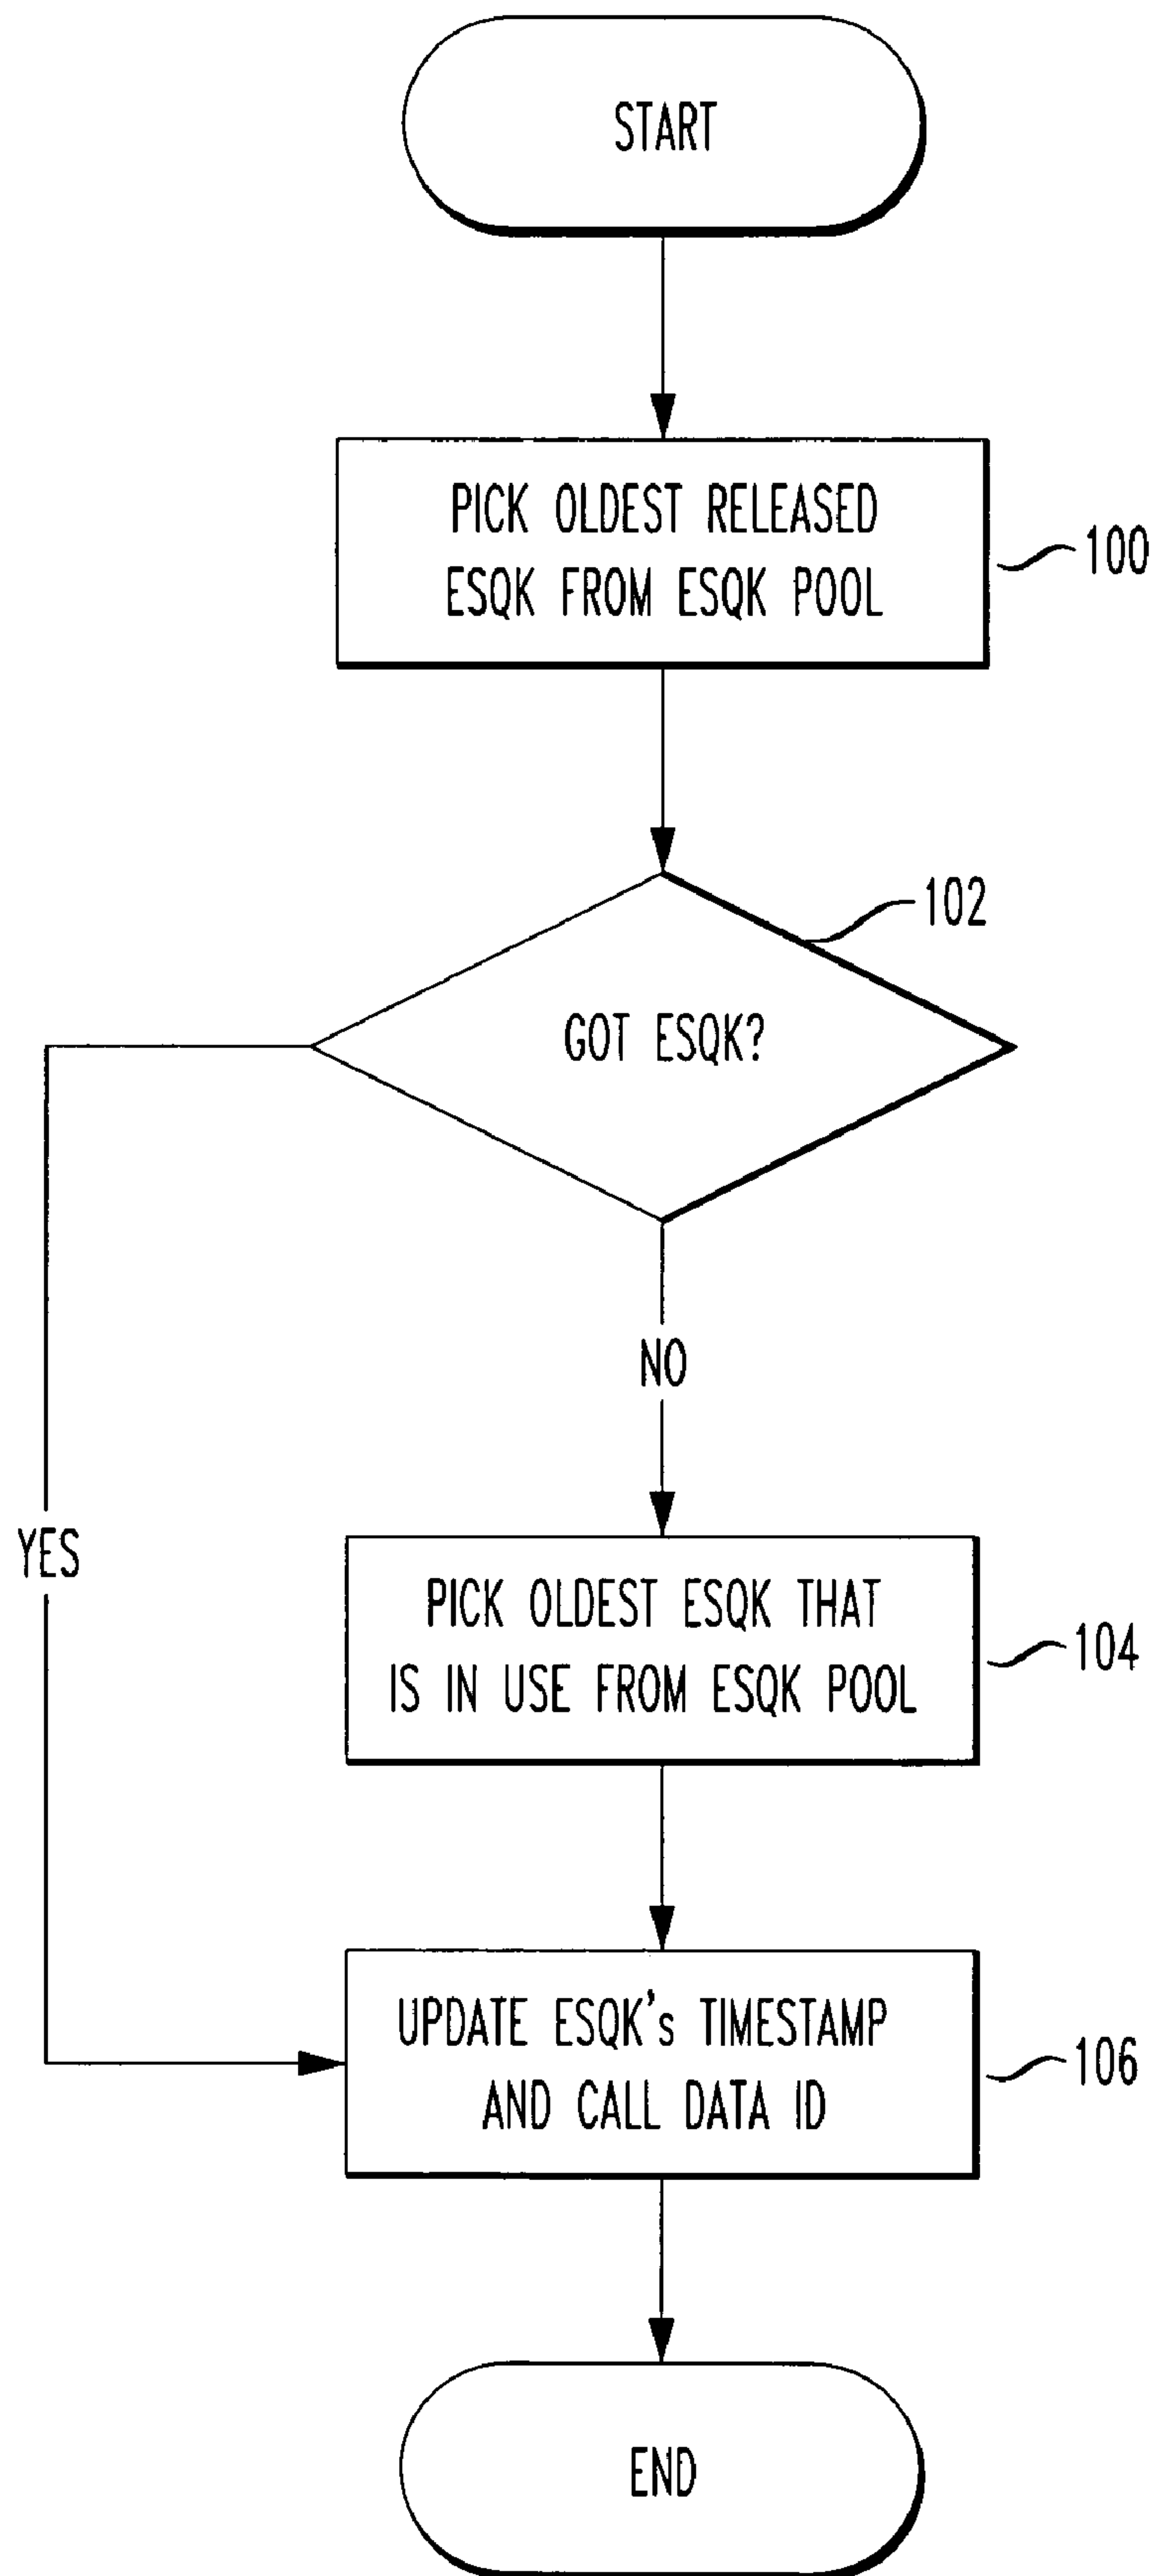 START
PICK OLDEST RELEASED
ESQK FROM ESQK POOL
100
102
GOT ESQK?
NO
YES
PICK OLDEST ESQK THAT
IS IN USE FROM ESQK POOL
104
UPDATE ESQK's TIMESTAMP
AND CALL DATA ID
106
END